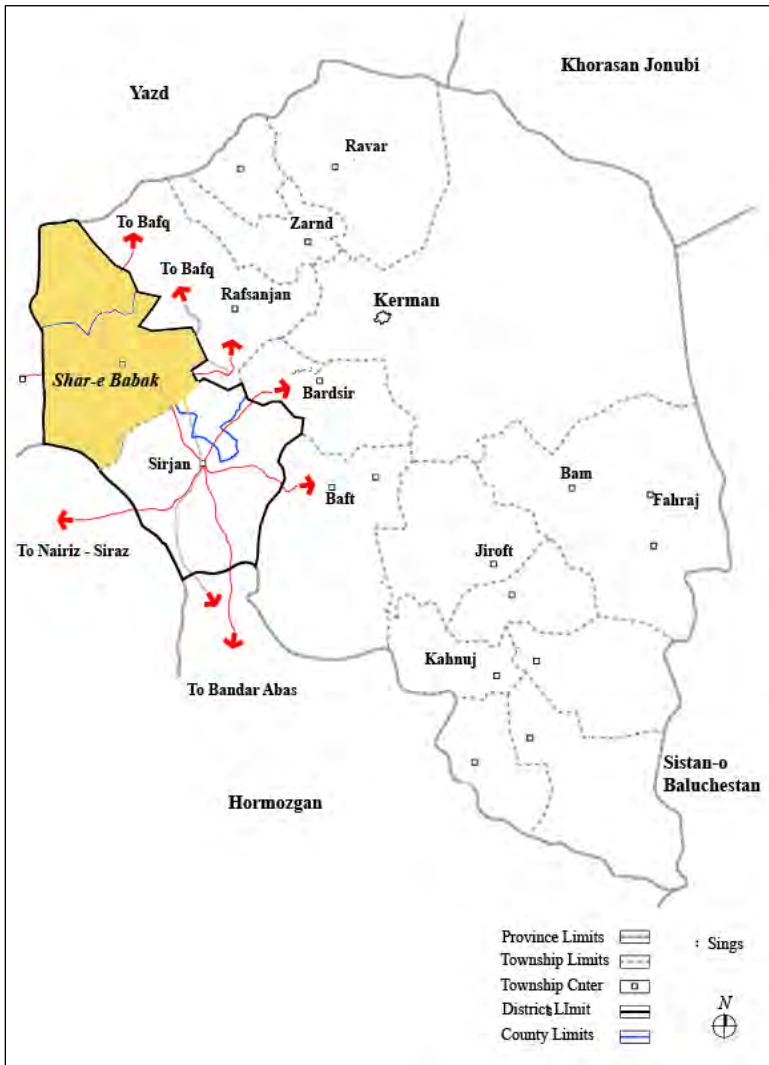 Khorasan Jonubi
Yazd
Ravar
To Bafq
Zarnd
To Bafq
Rafsanjan
Kerman
Shar-e Babak
Bardsir
Sirjan
Bam
Baft
Fahraj
To Nairiz - Siraz
Jiroft
Kahnuj
To Bandar Abas
Sistan-o
Baluchestan
Hormozgan
Province Limits
: Sings
Township Limits
Township Cnter
Districts LImit
County Limits
N